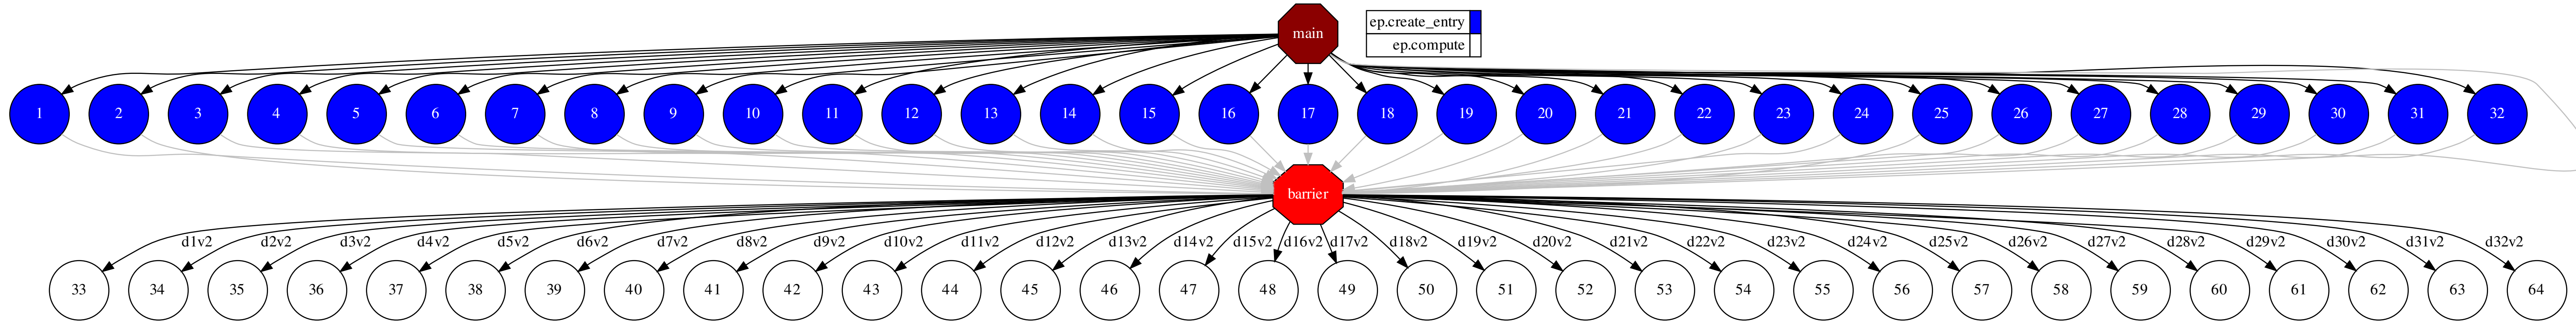 main
ep.create_entry
ep.compute
1 2 3 4 5 6 7 8 9 10 11 12 13 14 15 16 17 18 19 20 21 22 23 24 25 26 27 28 29 30 31 32
barrier
d1v2 d2v2 d3v2 d4v2 d5v2 d6v2 d7v2 d8v2 d9v2 d10v2 d11v2 d12v2 d13v2 d14v2 d15v2 d16v2 d17v2 d18v2 d19v2 d20v2 d21v2 d22v2 d23v2 d24v2 d25v2 d26v2 d27v2 d28v2 d29v2 d30v2 d31v2 d32v2
33 34 35 36 37 38 39 40 41 42 43 44 45 46 47 48 49 50 51 52 53 54 55 56 57 58 59 60 61 62 63 64